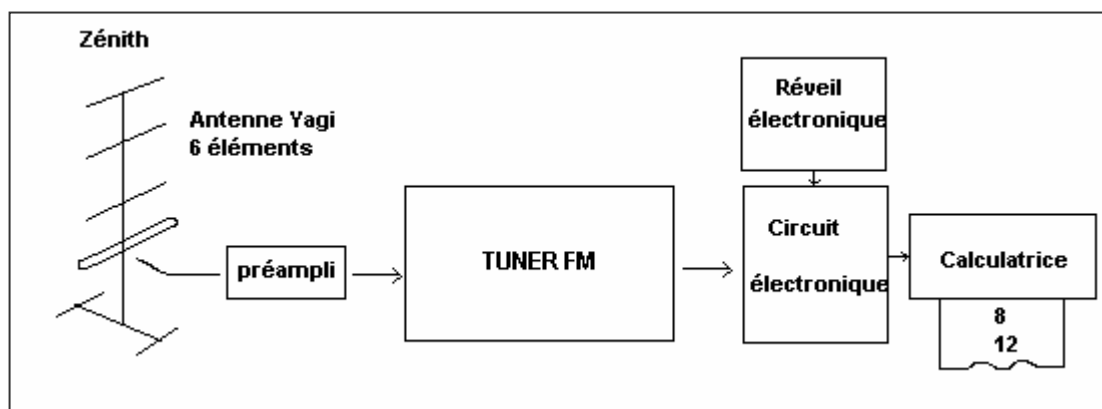 Zénith
Antenne Yagi
6 éléments
préampli
TUNER FM
Réveil
électronique
Circuit
électronique
Calculatrice
8
12